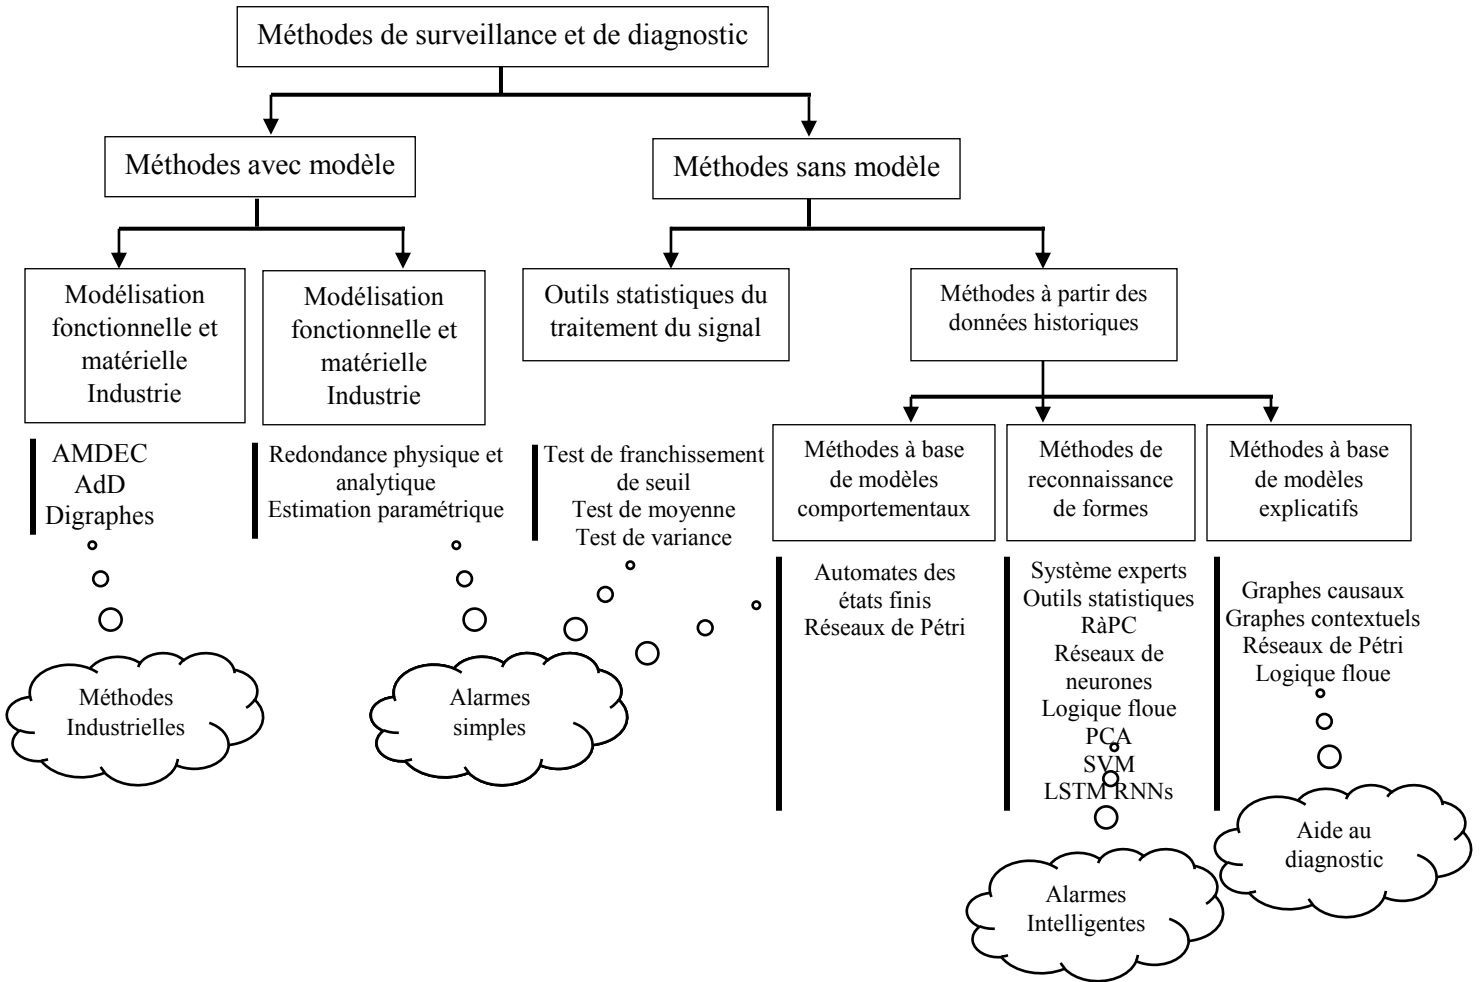 Méthodes de surveillance et de diagnostic
Méthodes avec modèle
Méthodes sans modèle
Modélisation
fonctionnelle et
matérielle
Industrie
Modélisation
fonctionnelle et
matérielle
Industrie
Outils statistiques du
traitement du signal
Méthodes à partir des
données historiques
AMDEC
AdD
Digraphes
Redondance physique et
analytique
Estimation paramétrique
Test de franchissement
de seuil
Test de moyenne
Test de variance
Méthodes à base
de modèles
comportementaux
Méthodes de
reconnaissance
de formes
Méthodes à base
de modèles
explicatifs
Automates des
états finis
Réseaux de Pétri
Système experts
Outils statistiques
RàPC
Réseaux de
neurones
Logique floue
PCA
SVM
LSTM RNNs
Graphes causaux
Graphes contextuels
Réseaux de Pétri
Logique floue
Méthodes
Industrielles
Alarmes
simples
Alarmes
Intelligentes
Aide au
diagnostic